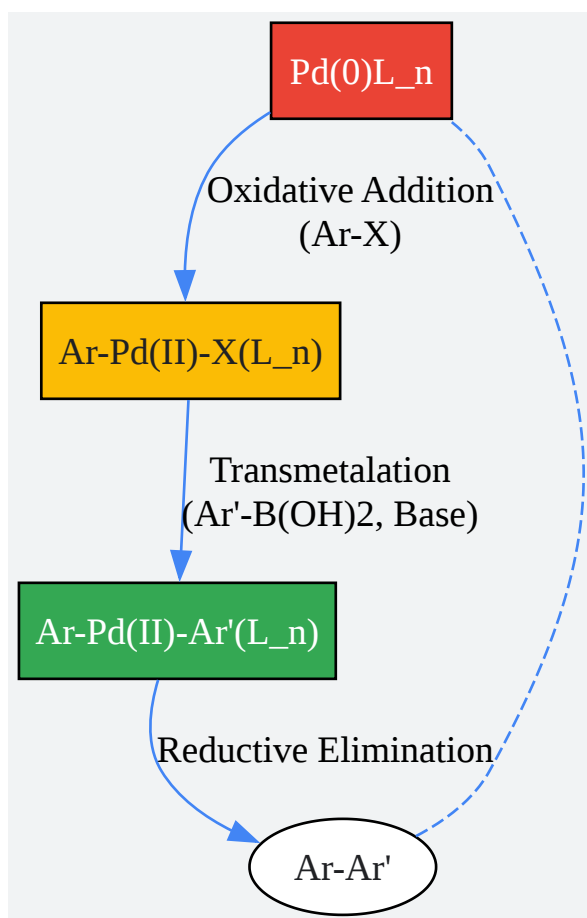 Pd(0)L_n
Oxidative Addition
(Ar-X)
Ar-Pd(II)-X(L_n)
Transmetalation
(Ar'-B(OH)2, Base)
Ar-Pd(II)-Ar'(L_n)
Reductive Elimination
Ar-Ar'